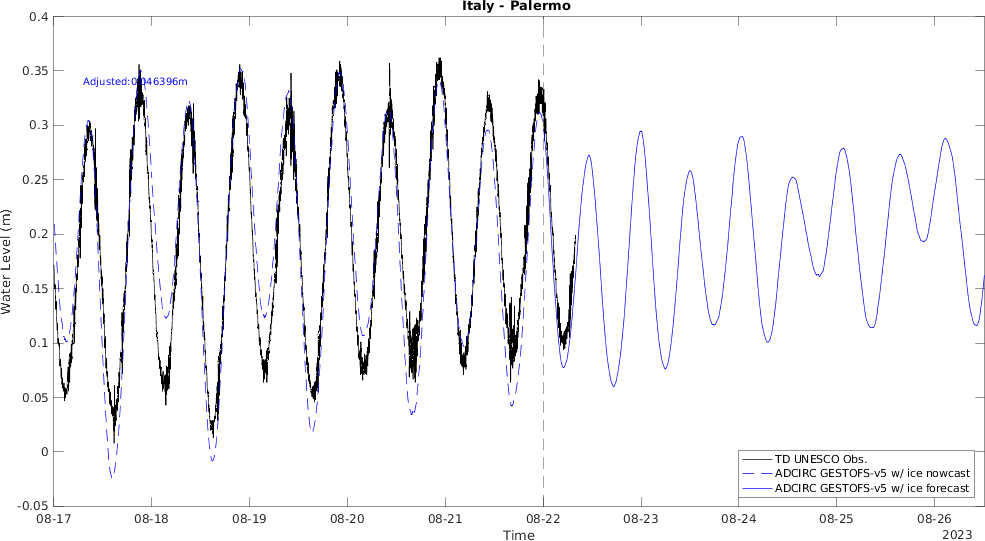 Italy - Palermo
0.4
0.35
0.3
0.25
0.2
0.15
0.1
0.05
0
-0.05
Water Level (m)
Adjusted:0.046396m
TD UNESCO Obs.
ADCIRC GESTOFS-v5 w/ ice nowcast
ADCIRC GESTOFS-v5 w/ ice forecast
08-17 08-18 08-19 08-20 08-21 08-22 08-23 08-24 08-25 08-26
Time
2023